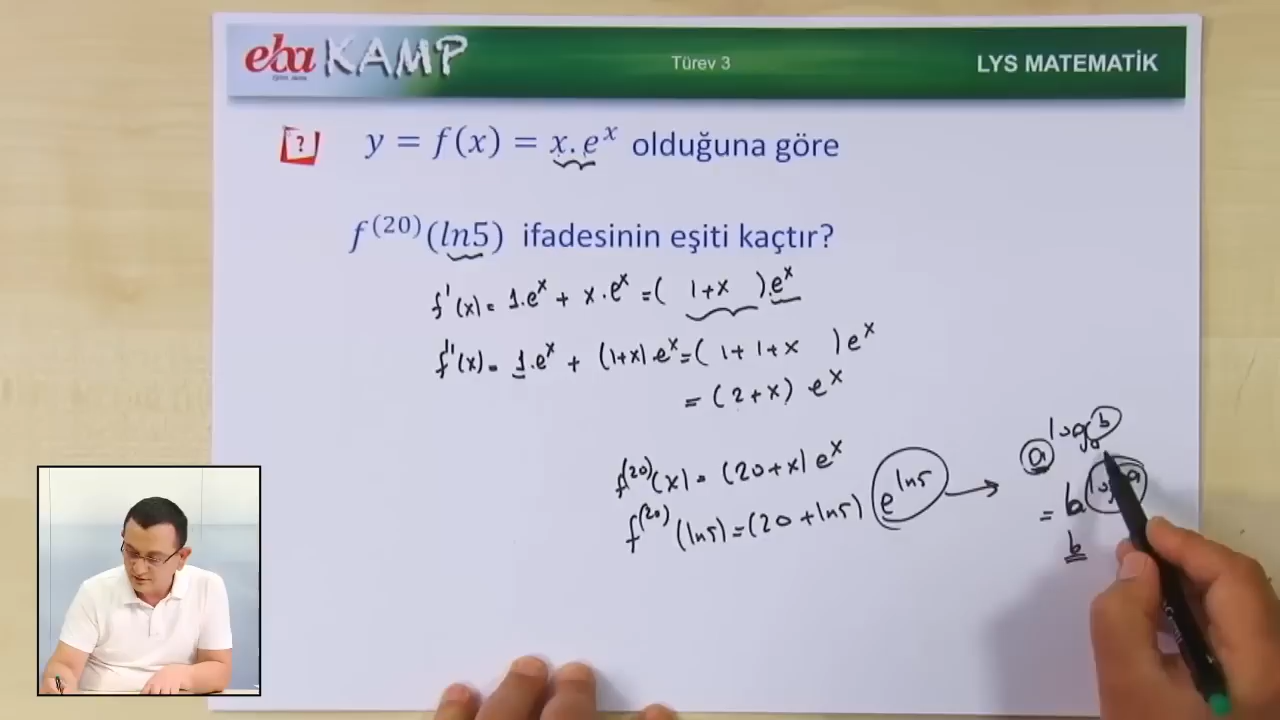 eba KAMP
Türev 3
LYS MATEMATİK
?
y = f(x) = x.e^x olduğuna göre
f^(20)(ln5) ifadesinin eşiti kaçtır?
f'(x) = 1.e^x + x.e^x = ( 1+x ).e^x
f''(x) = 1.e^x + (1+x).e^x = ( 1+1+x )e^x
= (2+x) e^x
f^(20)(x) = (20+x) e^x
f^(20)(ln5) = (20+ln5) e^ln5 →
a^log b
= b
b